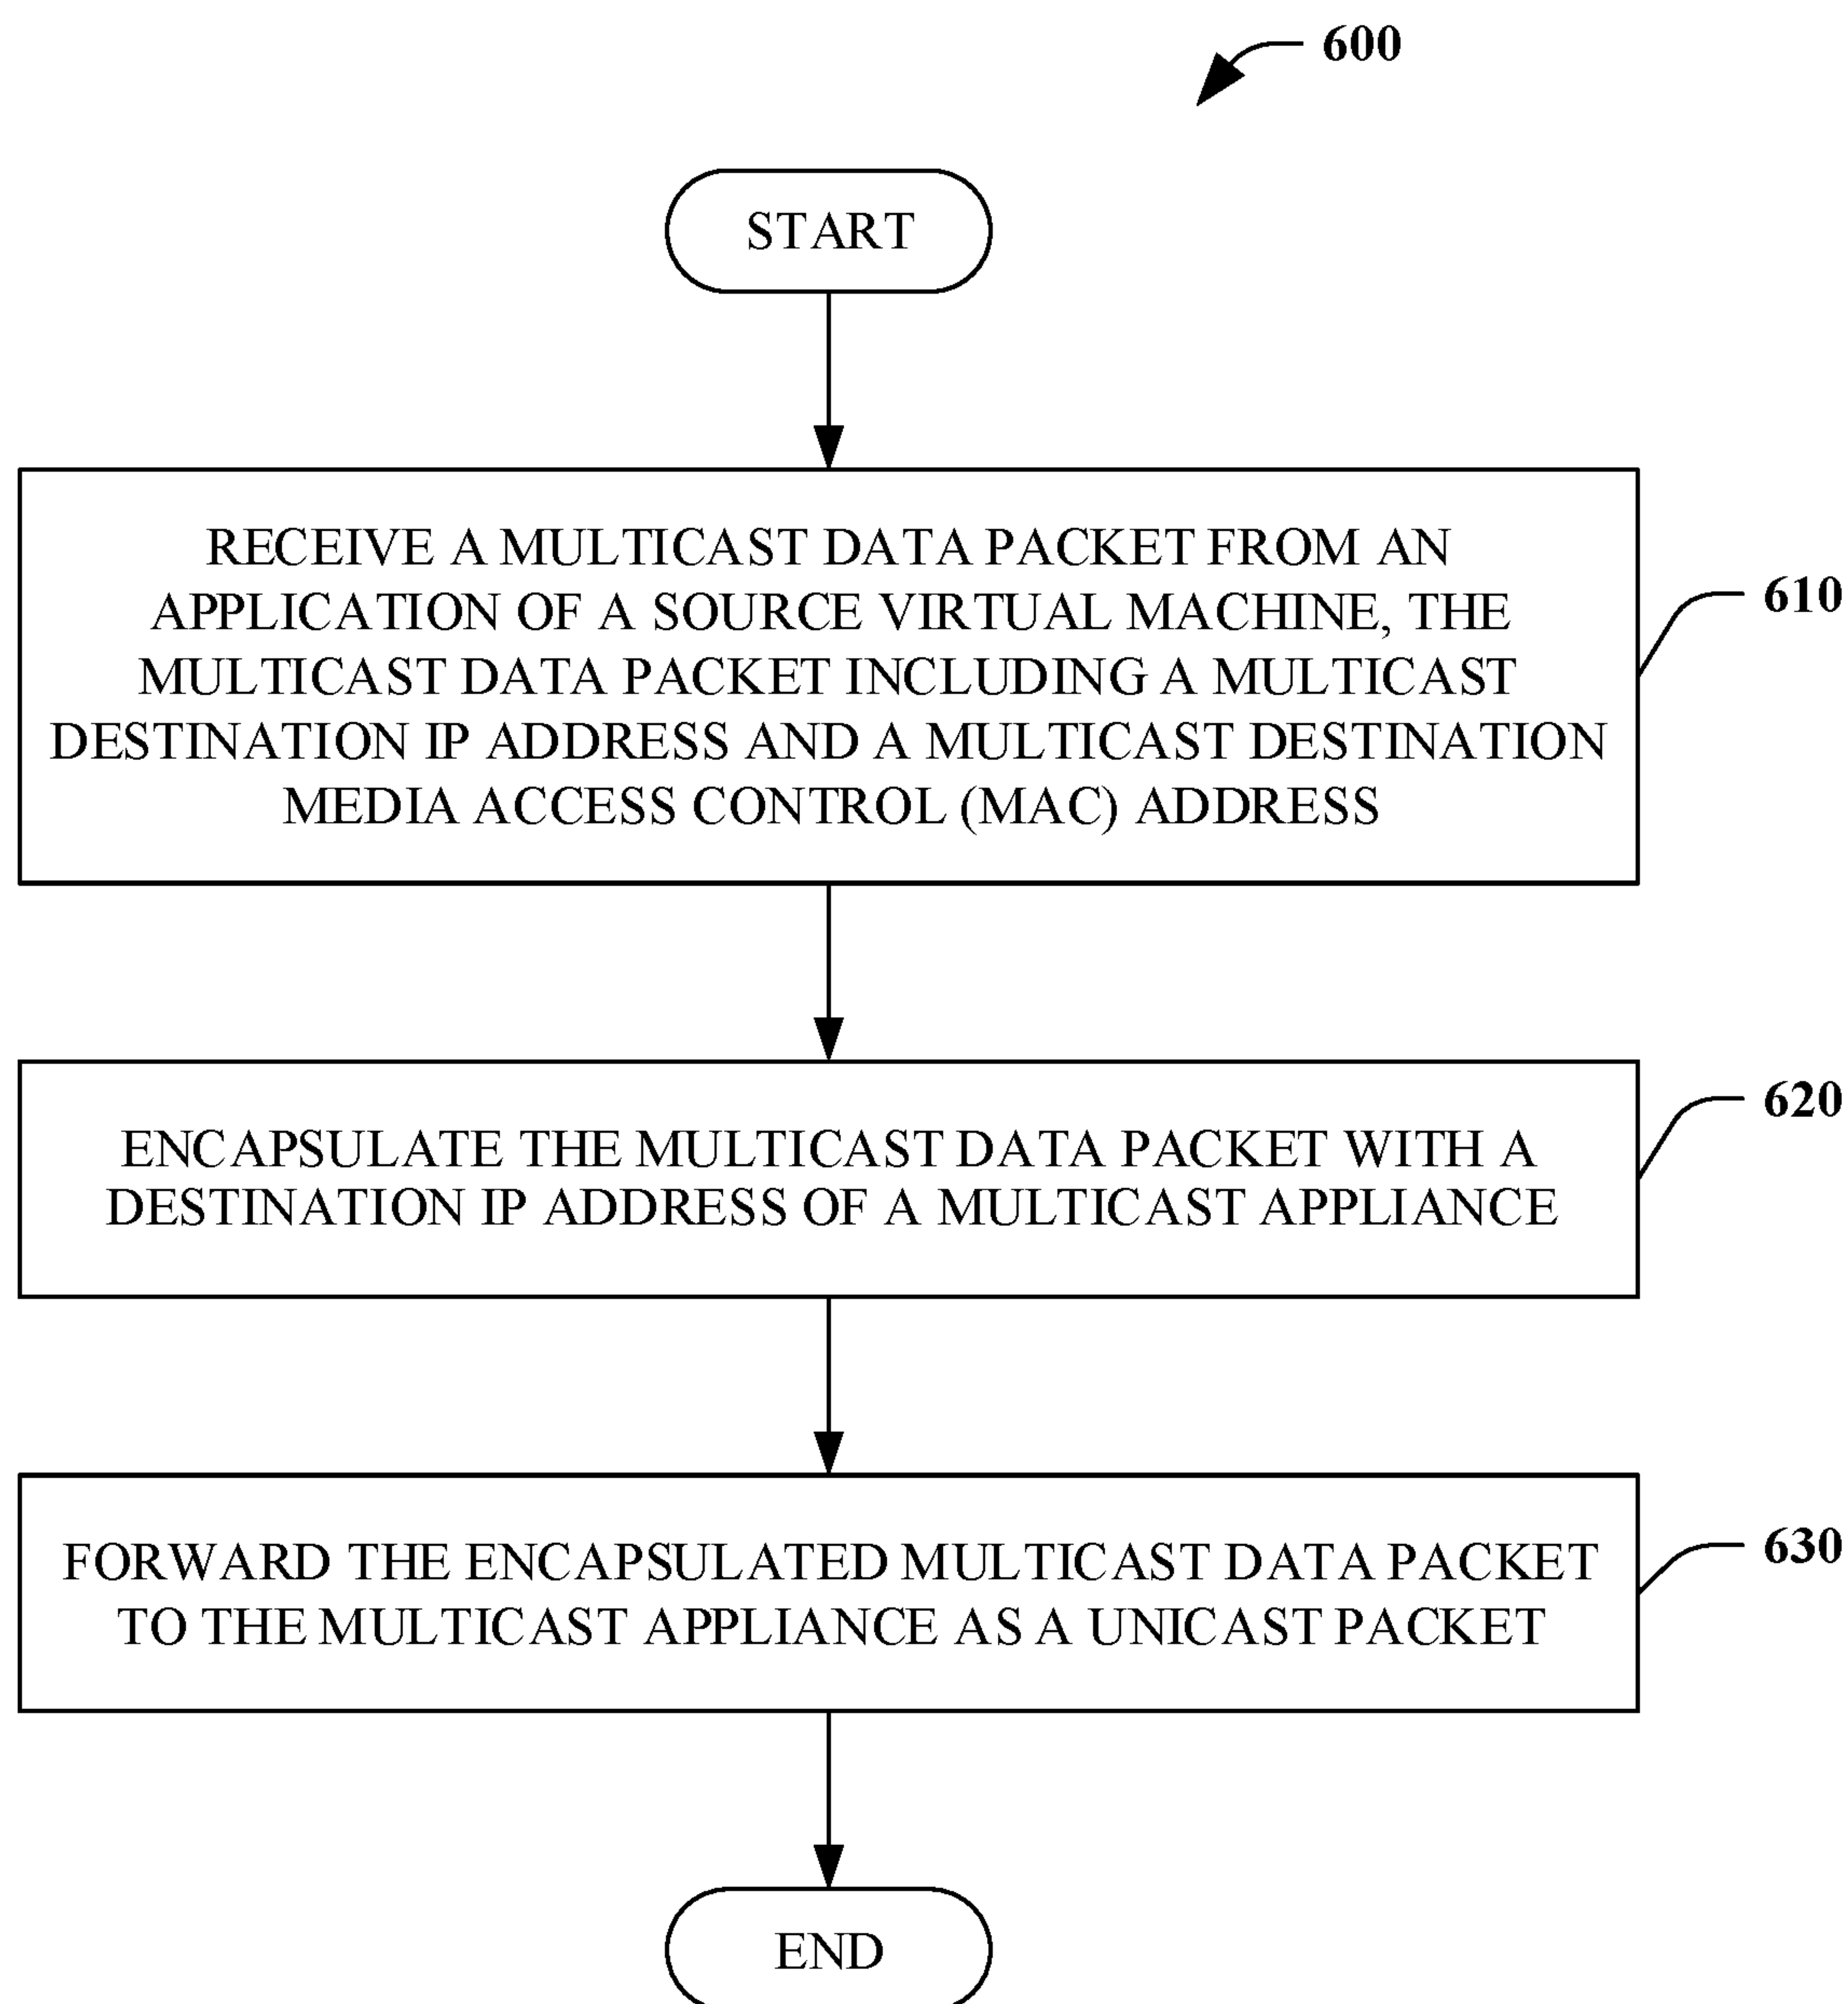 600
START
RECEIVE A MULTICAST DATA PACKET FROM AN
APPLICATION OF A SOURCE VIRTUAL MACHINE, THE
MULTICAST DATA PACKET INCLUDING A MULTICAST
DESTINATION IP ADDRESS AND A MULTICAST DESTINATION
MEDIA ACCESS CONTROL (MAC) ADDRESS
610
ENCAPSULATE THE MULTICAST DATA PACKET WITH A
DESTINATION IP ADDRESS OF A MULTICAST APPLIANCE
620
FORWARD THE ENCAPSULATED MULTICAST DATA PACKET
TO THE MULTICAST APPLIANCE AS A UNICAST PACKET
630
END